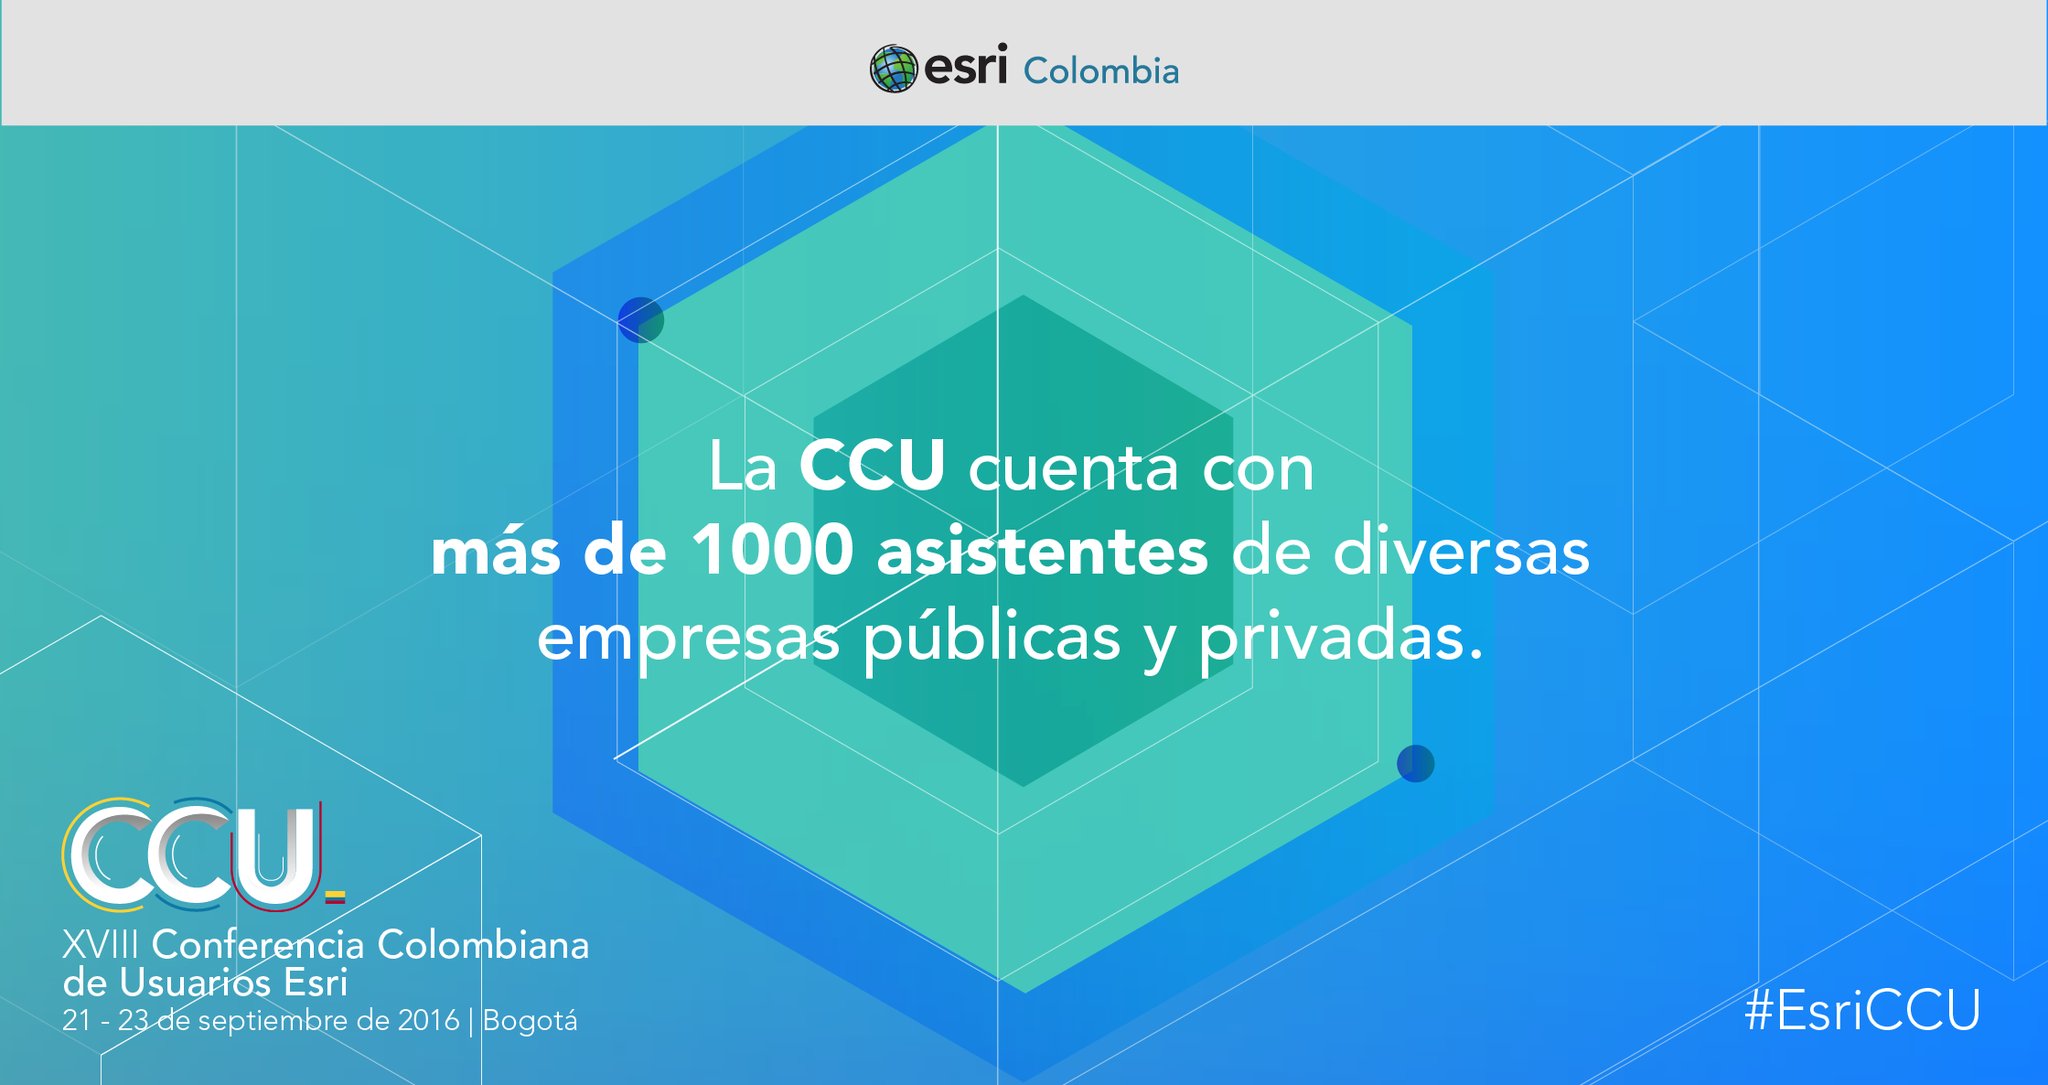 esri Colombia
La CCU cuenta con
más de 1000 asistentes de diversas
empresas públicas y privadas.
CCU
XVIII Conferencia Colombiana
de Usuarios Esri
21 - 23 de septiembre de 2016 | Bogotá
#EsriCCU